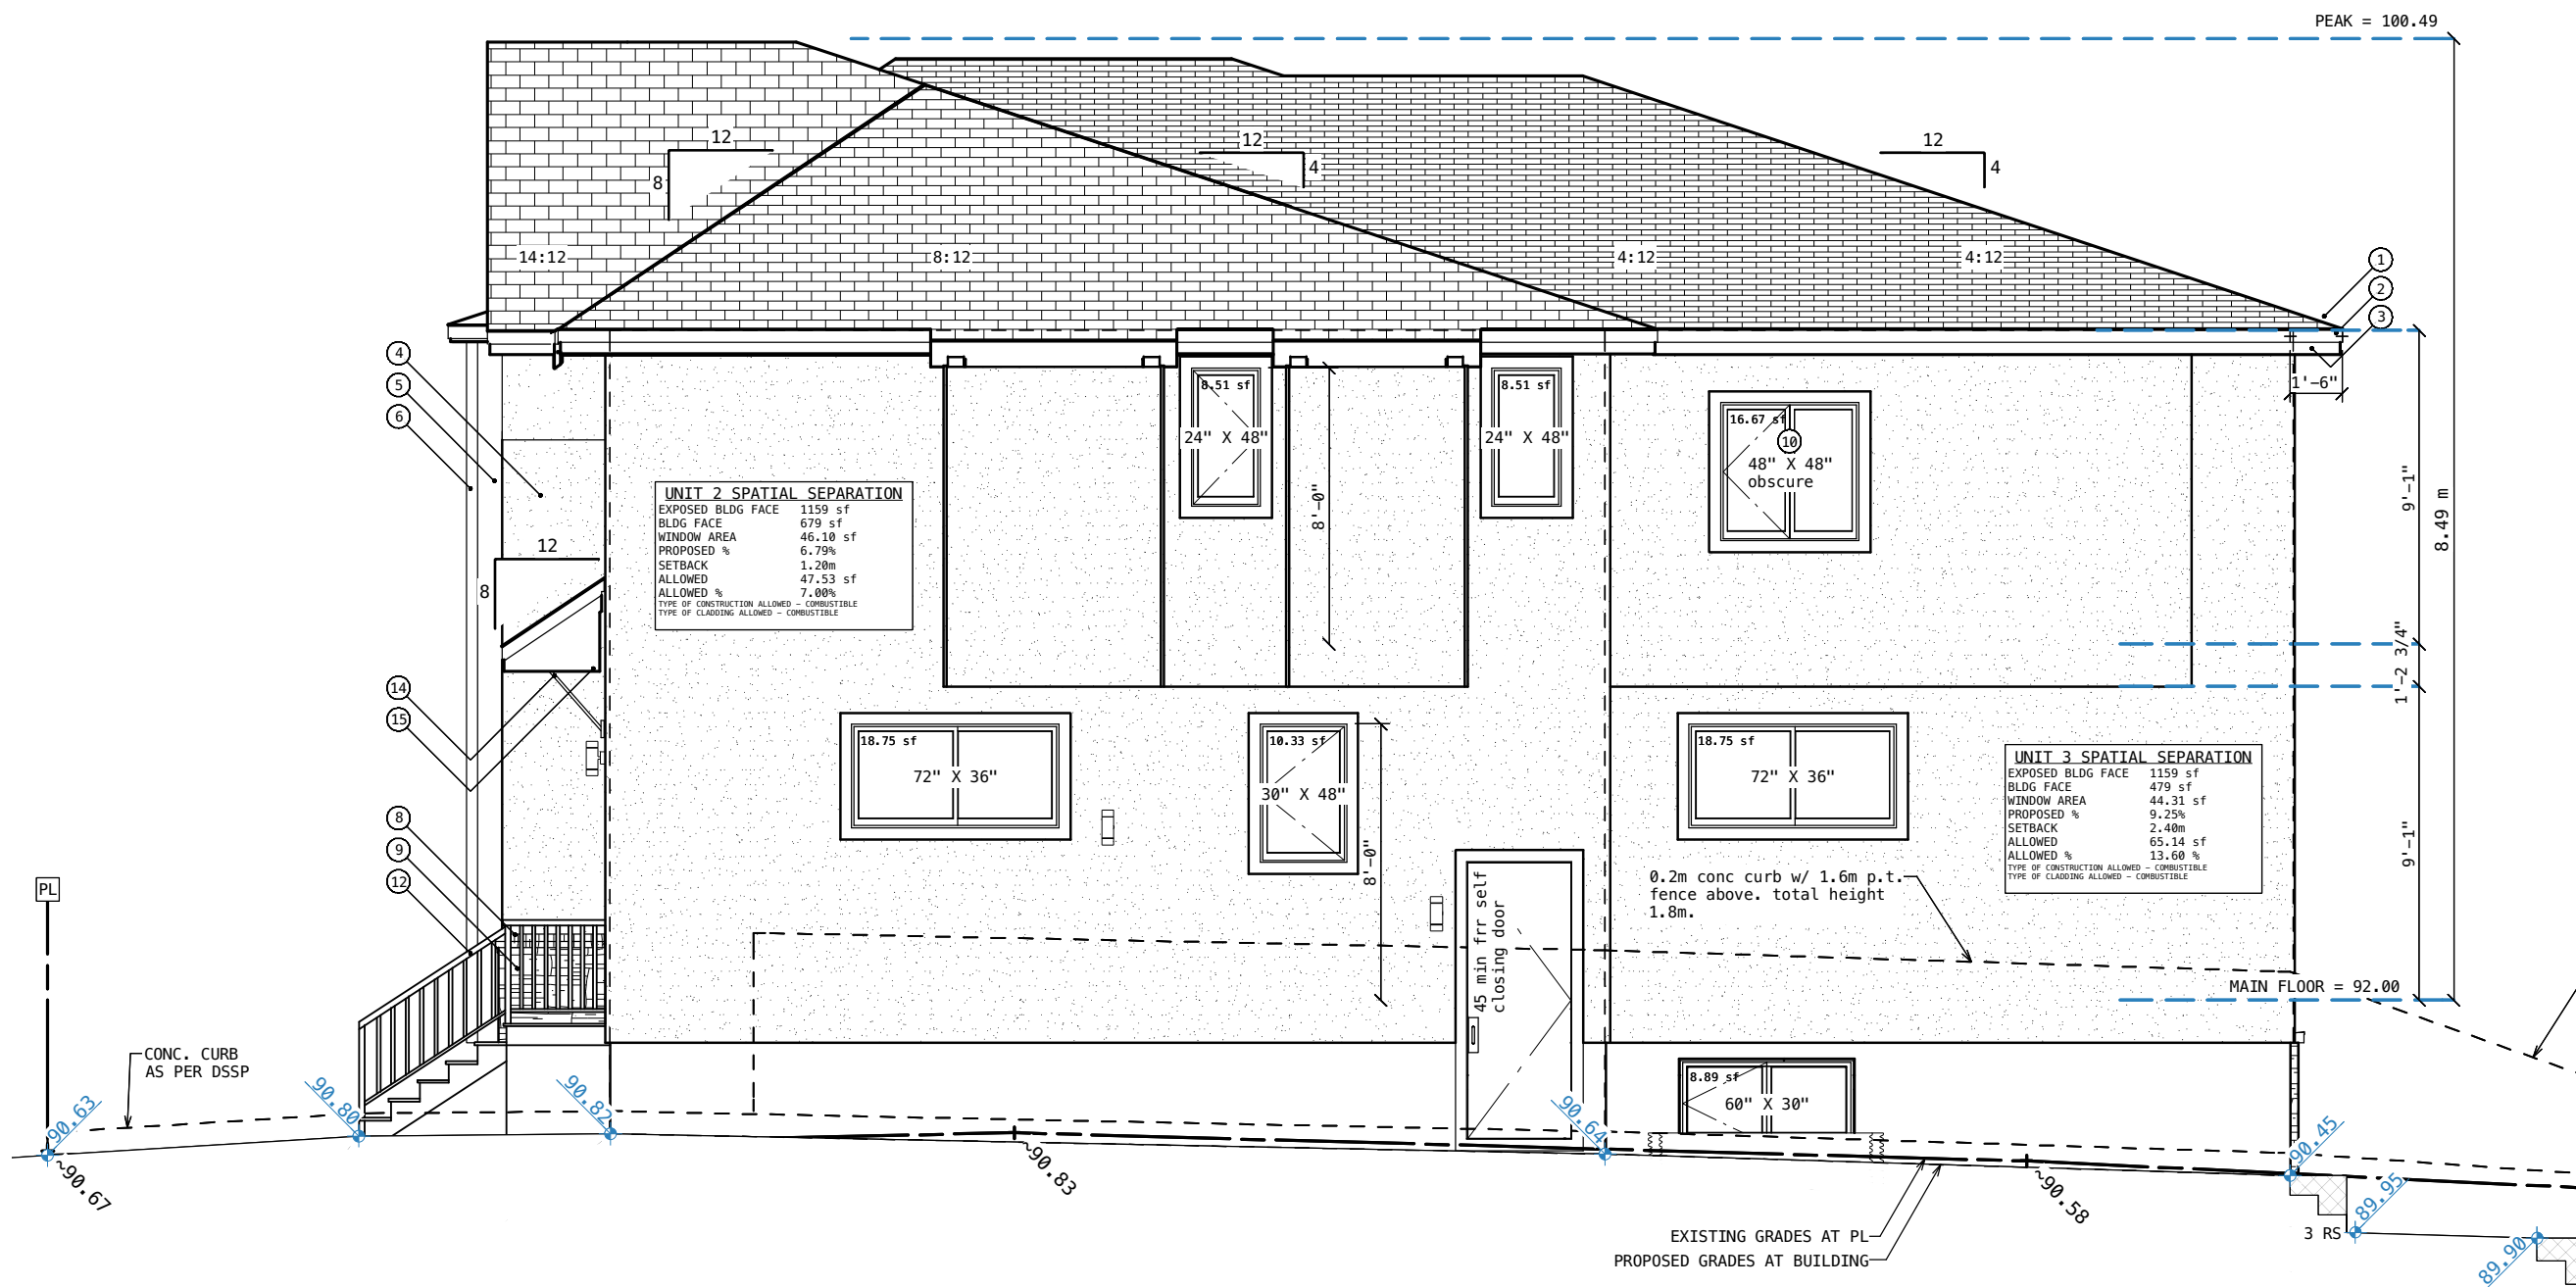 PEAK = 100.49
12
8
12
4
12
4
14:12
8:12
4:12
4:12
1
2
3
1'-6"
4
5
6
8.51 sf
24" X 48"
8.51 sf
24" X 48"
16.67 sf
10
48" X 48"
obscure
8'-0"
9'-1"
8.49 m
UNIT 2 SPATIAL SEPARATION
EXPOSED BLDG FACE 1159 sf
BLDG FACE 679 sf
WINDOW AREA 46.10 sf
PROPOSED % 6.79%
SETBACK 1.20m
ALLOWED 47.53 sf
ALLOWED % 7.00%
TYPE OF CONSTRUCTION ALLOWED - COMBUSTIBLE
TYPE OF CLADDING ALLOWED - COMBUSTIBLE
12
8
1'-2 3/4"
14
15
18.75 sf
72" X 36"
10.33 sf
30" X 48"
8'-0"
18.75 sf
72" X 36"
UNIT 3 SPATIAL SEPARATION
EXPOSED BLDG FACE 1159 sf
BLDG FACE 479 sf
WINDOW AREA 44.31 sf
PROPOSED % 9.25%
SETBACK 2.40m
ALLOWED 65.14 sf
ALLOWED % 13.60 %
TYPE OF CONSTRUCTION ALLOWED - COMBUSTIBLE
TYPE OF CLADDING ALLOWED - COMBUSTIBLE
9'-1"
8
9
12
PL
0.2m conc curb w/ 1.6m p.t.
fence above. total height
1.8m.
45 min frr self
closing door
MAIN FLOOR = 92.00
CONC. CURB
AS PER DSSP
8.89 sf
60" X 30"
90.63
90.80
90.82
90.64
90.45
~90.67
~90.83
~90.58
89.95
3 RS
89.90
EXISTING GRADES AT PL
PROPOSED GRADES AT BUILDING